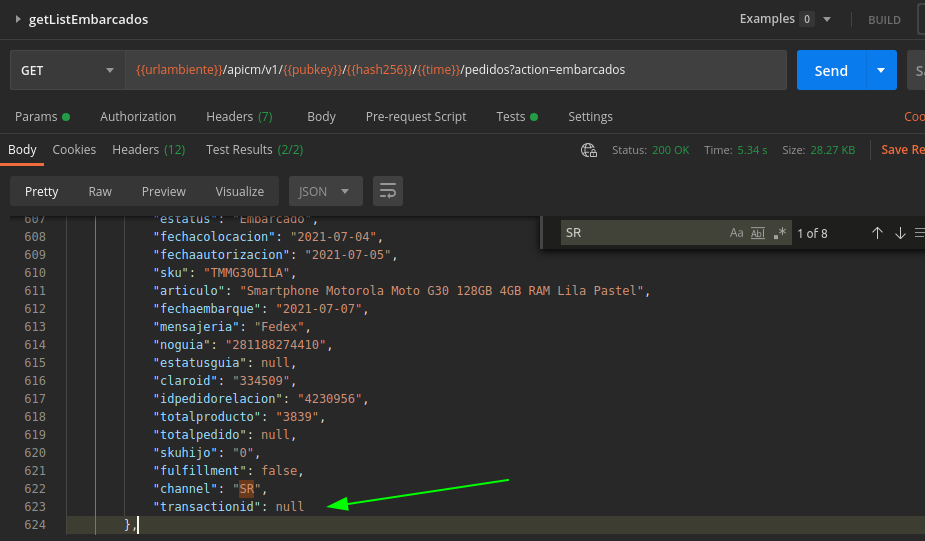 getListEmbarcados
Examples 0
BUILD
GET
{{urlambiente}}/apicm/v1/{{pubkey}}/{{hash256}}/{{time}}/pedidos?action=embarcados
Send
Params
Authorization
Headers (7)
Body
Pre-request Script
Tests
Settings
Coo
Body
Cookies
Headers (12)
Test Results (2/2)
Status: 200 OK
Time: 5.34 s
Size: 28.27 KB
Save Re
Pretty
Raw
Preview
Visualize
JSON
SR
Aa
Abl
.*
1 of 8
607 "estatus": "Embarcado",
608 "fechacolocacion": "2021-07-04",
609 "fechaautorizacion": "2021-07-05",
610 "sku": "TMMG30LILA",
611 "articulo": "Smartphone Motorola Moto G30 128GB 4GB RAM Lila Pastel",
612 "fechaembarque": "2021-07-07",
613 "mensajeria": "Fedex",
614 "noguia": "281188274410",
615 "estatusguia": null,
616 "claroid": "334509",
617 "idpedidorelacion": "4230956",
618 "totalproducto": "3839",
619 "totalpedido": null,
620 "skuhijo": "0",
621 "fulfillment": false,
622 "channel": "SR",
623 "transactionid": null
624 },